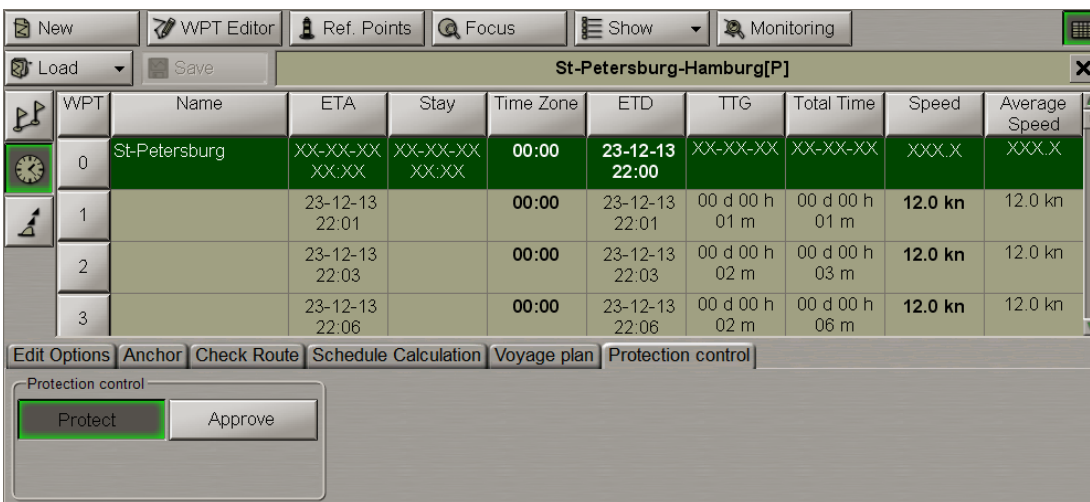 New WPT Editor Ref. Points Focus Show Monitoring
Load Save St-Petersburg-Hamburg[P]
WPT Name ETA Stay Time Zone ETD TTG Total Time Speed Average
Speed
0 St-Petersburg XX-XX-XX XX-XX-XX 00:00 23-12-13 XX-XX-XX XX-XX-XX XXX.X XXX.X
XX:XX XX:XX 22:00
1 23-12-13 00:00 23-12-13 00 d 00 h 00 d 00 h 12.0 kn 12.0 kn
22:01 22:01 01 m 01 m
2 23-12-13 00:00 23-12-13 00 d 00 h 00 d 00 h 12.0 kn 12.0 kn
22:03 22:03 02 m 03 m
3 23-12-13 00:00 23-12-13 00 d 00 h 00 d 00 h 12.0 kn 12.0 kn
22:06 22:06 02 m 06 m
Edit Options Anchor Check Route Schedule Calculation Voyage plan Protection control
Protection control
Protect Approve